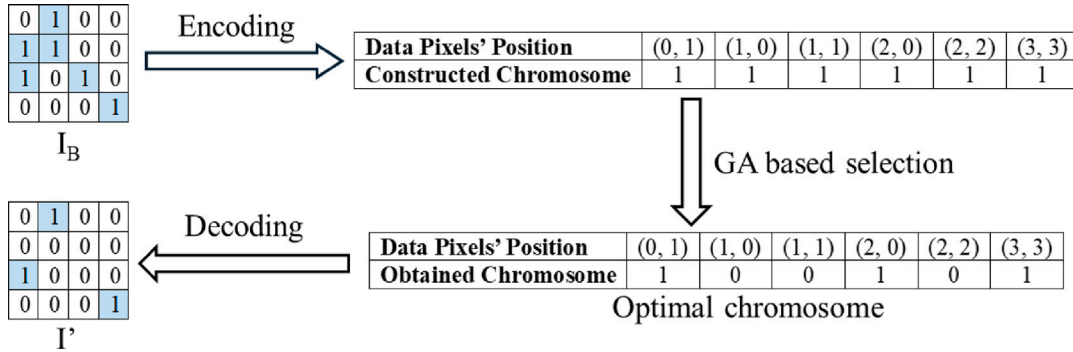 0 1 0 0
1 1 0 0
1 0 1 0
0 0 0 1
I_B
Encoding
Data Pixels' Position (0, 1) (1, 0) (1, 1) (2, 0) (2, 2) (3, 3)
Constructed Chromosome 1 1 1 1 1 1
GA based selection
Data Pixels' Position (0, 1) (1, 0) (1, 1) (2, 0) (2, 2) (3, 3)
Obtained Chromosome 1 0 0 1 0 1
Optimal chromosome
Decoding
0 1 0 0
0 0 0 0
1 0 0 0
0 0 0 1
I’